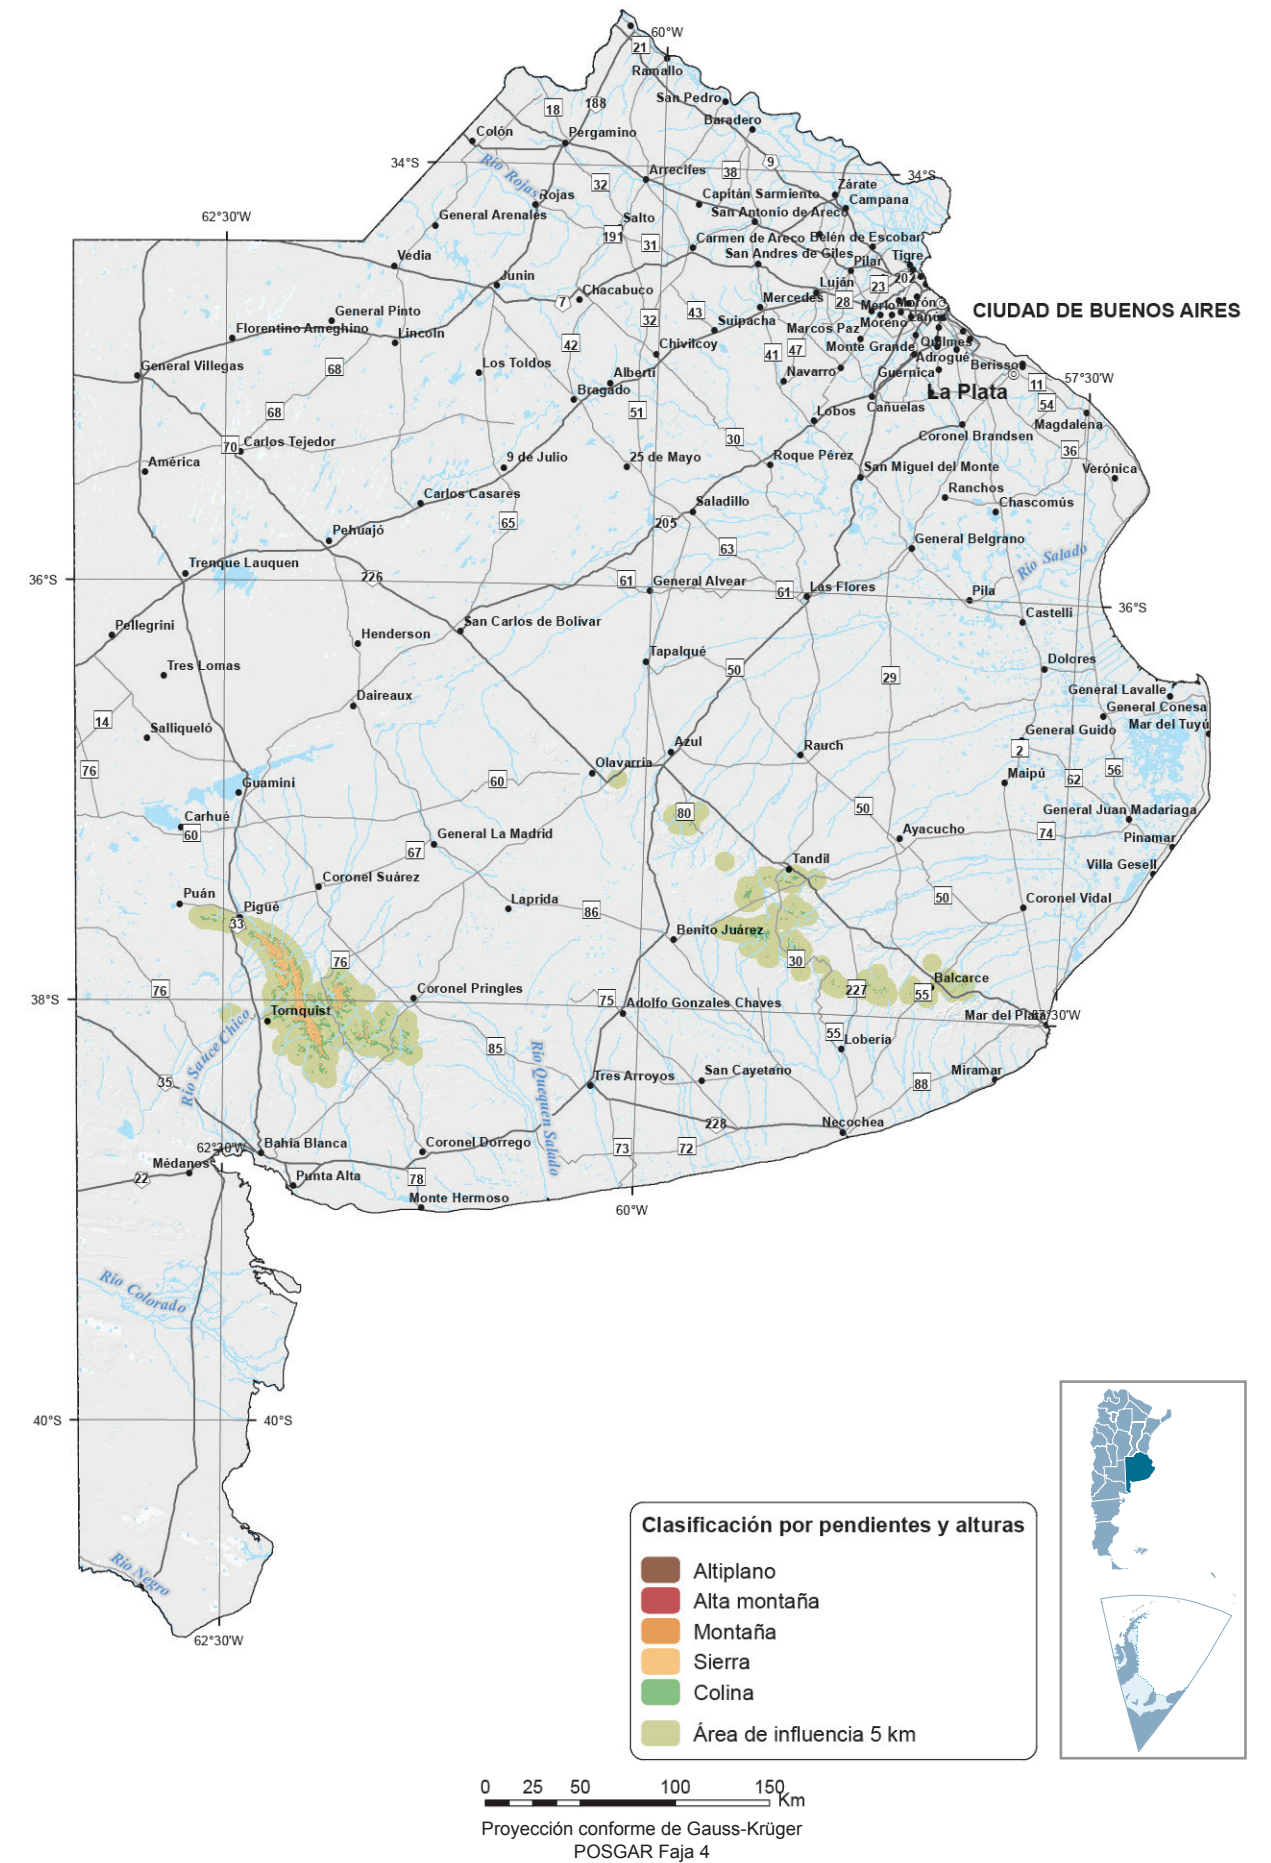 60°W
21
Ramallo
San Pedro
18
188
Baradero
Colón
Pergamino
34°S
Río Rojas
9
38
34°S
Arrecifes
32
Zárate
Rojas
Capitán Sarmiento
Campana
62°30'W
General Arenales
Salto
San Antonio de Areco
191
31
Carmen de Areco
Belén de Escobar
Vedia
San Andres de Giles
Pilar
Tigre
Junin
202
Luján
23
Chacabuco
7
Mercedes
28
Merlo
Morón
CIUDAD DE BUENOS AIRES
General Pinto
43
32
Suipacha
Moreno
Lanús
Florentino Ameghino
Lincoln
Marcos Paz
42
Chivilcoy
41
47
Monte Grande
Quilmes
Adrogué
General Villegas
68
Los Toldos
Alberti
Navarro
Guernica
Berisso
57°30'W
Bragado
11
La Plata
54
68
51
Lobos
Cañuelas
Magdalena
70
Carlos Tejedor
30
Coronel Brandsen
36
América
9 de Julio
25 de Mayo
Roque Pérez
San Miguel del Monte
Verónica
Carlos Casares
Ranchos
Saladillo
Chascomús
65
205
Pehuajó
63
General Belgrano
Río Salado
Trenque Lauquen
226
36°S
61
General Alvear
61
Las Flores
Pila
36°S
Pellegrini
San Carlos de Bolívar
Castelli
Henderson
Tres Lomas
Tapalqué
50
29
Dolores
Daireaux
General Lavalle
14
General Conesa
Salliqueló
Mar del Tuyú
General Guido
Azul
Rauch
2
76
Olavarría
Maipú
56
60
62
Guaminí
50
Carhué
80
General Juan Madariaga
60
General La Madrid
Ayacucho
74
Pinamar
67
Tandil
Villa Gesell
Coronel Suárez
Puán
Laprida
50
Coronel Vidal
Pigüé
86
33
Benito Juárez
76
30
76
Coronel Pringles
227
55
Balcarce
38°S
75
Adolfo Gonzales Chaves
Tornquist
Mar del Plata
57°30'W
Río Sauce Chico
55
Lobería
85
Río Quequen Salado
35
Tres Arroyos
San Cayetano
88
Miramar
228
Necochea
62°30'W
Bahía Blanca
Coronel Dorrego
73
72
Médanos
22
Punta Alta
78
Monte Hermoso
60°W
Río Colorado
40°S
40°S
Río Negro
62°30'W
Clasificación por pendientes y alturas
Altiplano
Alta montaña
Montaña
Sierra
Colina
Área de influencia 5 km
0 25 50 100 150
Km
Proyección conforme de Gauss-Krüger
POSGAR Faja 4